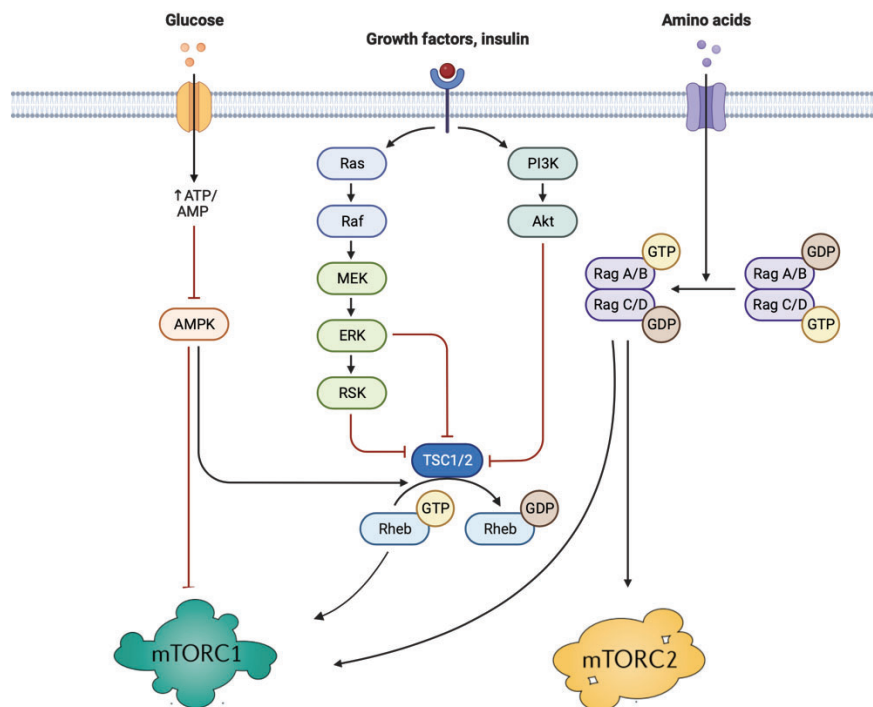 Glucose
Growth factors, insulin
Amino acids
Ras
PI3K
↑ATP/
AMP
Raf
Akt
GTP
GDP
Rag A/B
Rag A/B
MEK
Rag C/D
Rag C/D
GDP
GTP
AMPK
ERK
RSK
TSC1/2
GTP
GDP
Rheb
Rheb
mTORC1
mTORC2